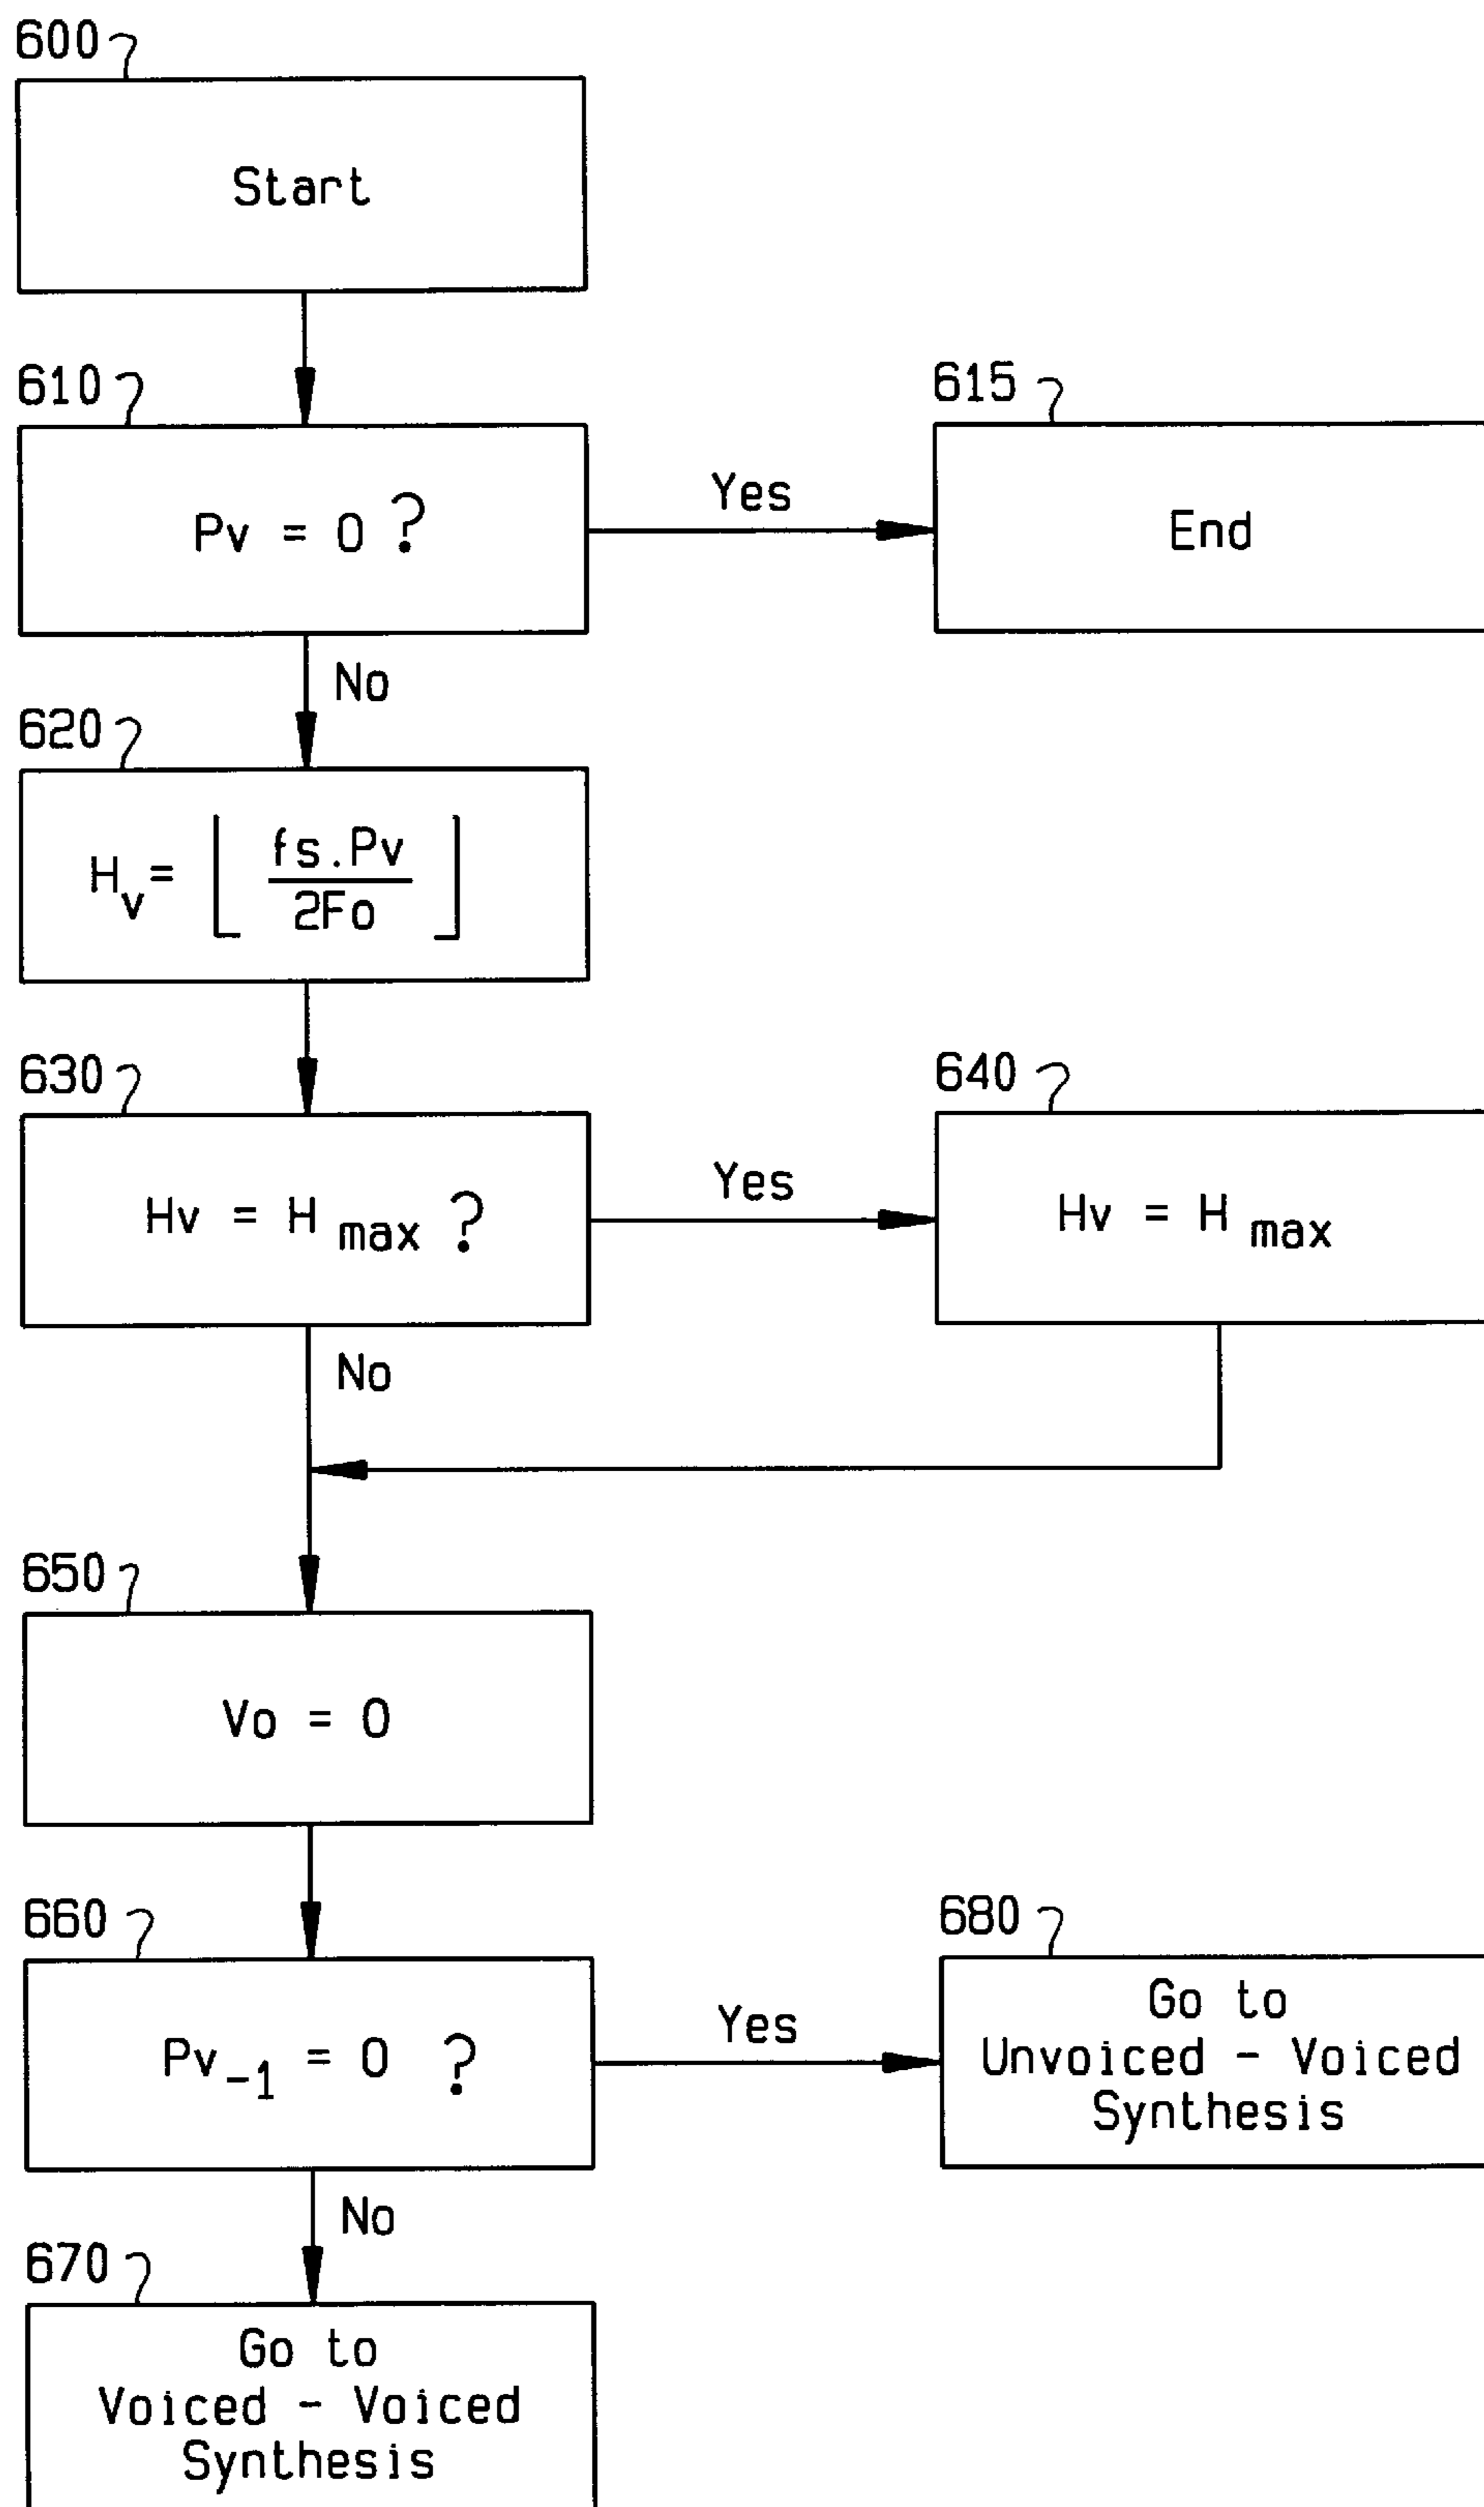 600
Start
610
Pv = 0 ?
Yes
615
End
No
620
Hv = ⌊ fs.Pv / 2Fo ⌋
630
Hv = H max ?
Yes
640
Hv = H max
No
650
Vo = 0
660
Pv-1 = 0 ?
Yes
680
Go to
Unvoiced - Voiced
Synthesis
No
670
Go to
Voiced - Voiced
Synthesis